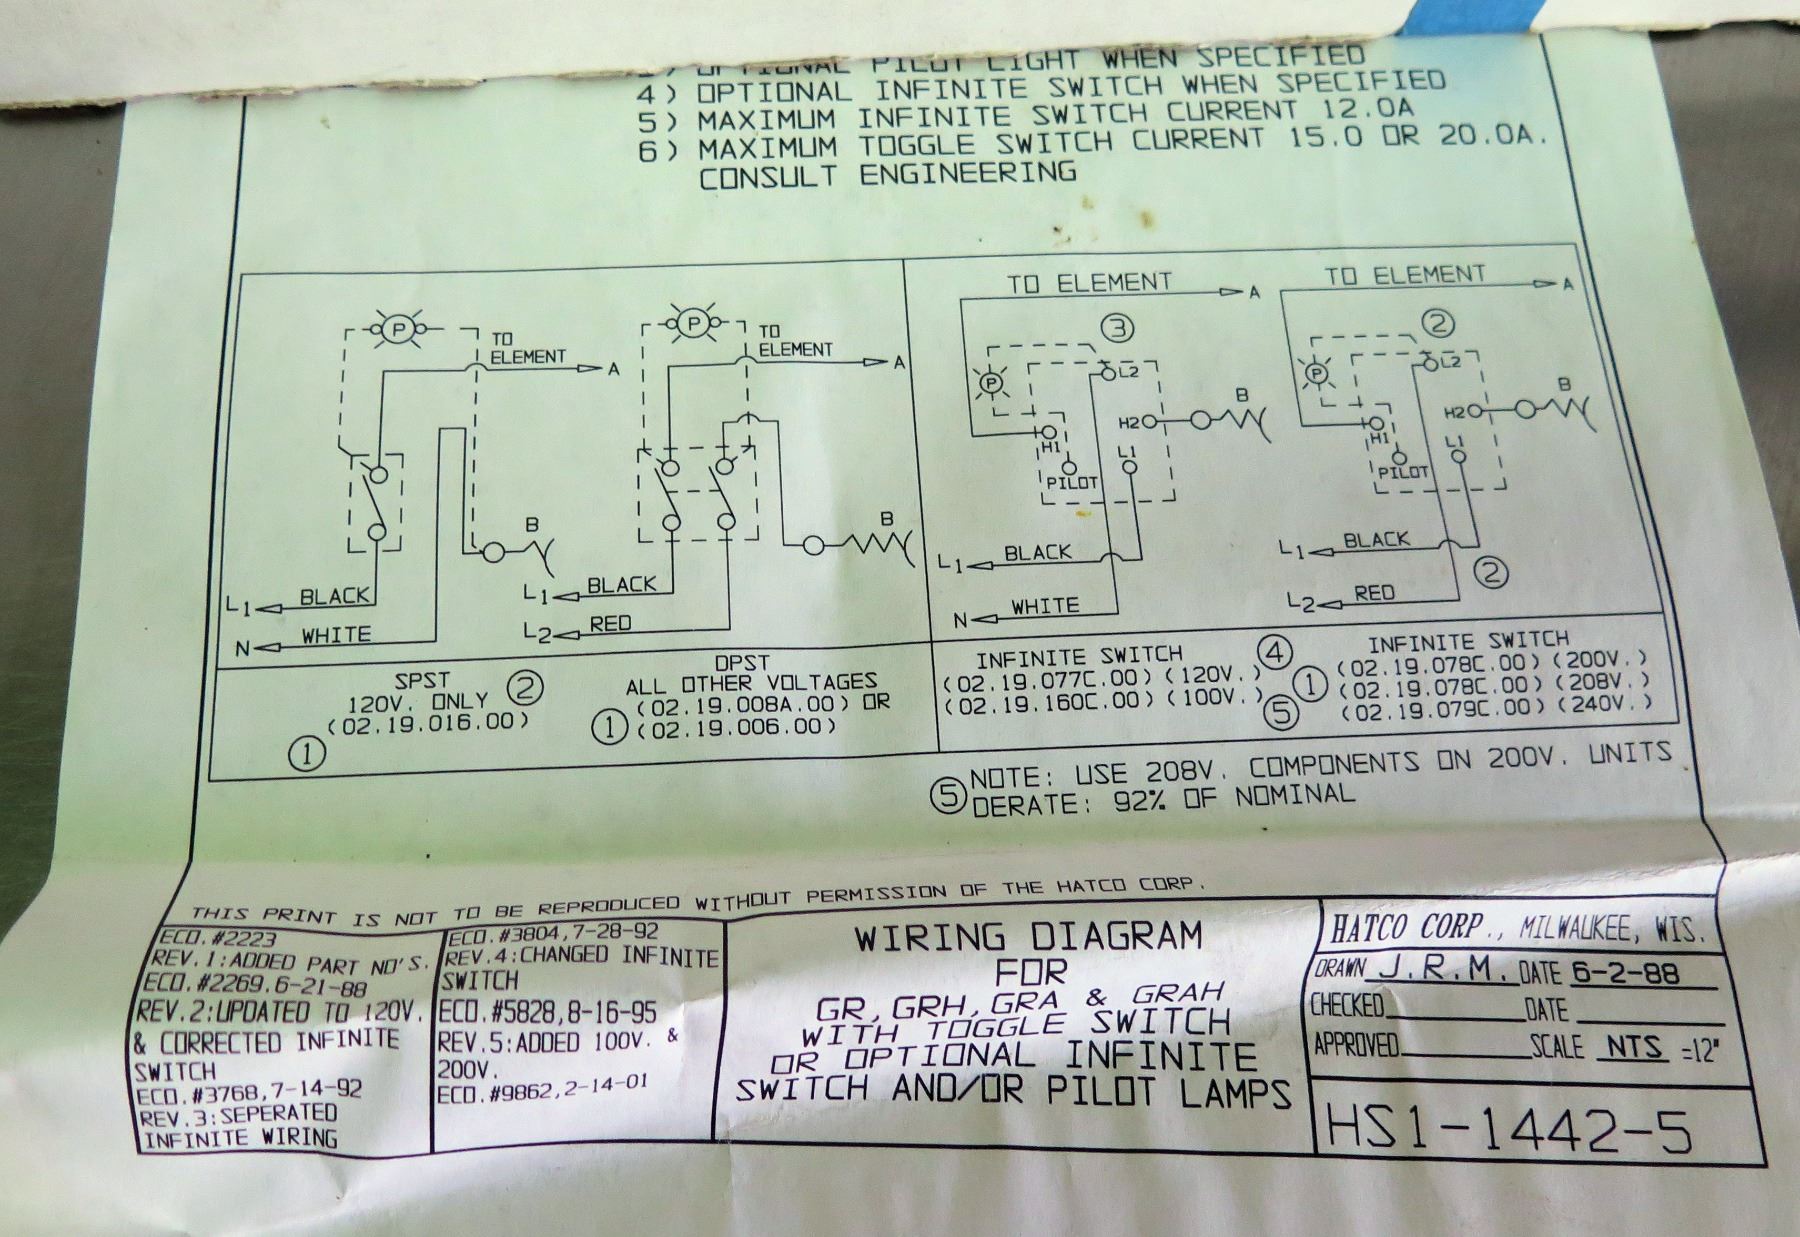 3) OPTIONAL PILOT LIGHT WHEN SPECIFIED
4) OPTIONAL INFINITE SWITCH WHEN SPECIFIED
5) MAXIMUM INFINITE SWITCH CURRENT 12.0A
6) MAXIMUM TOGGLE SWITCH CURRENT 15.0 OR 20.0A.
CONSULT ENGINEERING
P
TO
ELEMENT
A
B
L1
BLACK
N
WHITE
P
TO
ELEMENT
A
B
L1
BLACK
L2
RED
TO ELEMENT
A
3
P
L2
B
H2
H1
L1
PILOT
L1
BLACK
N
WHITE
TO ELEMENT
A
2
P
L2
B
H2
H1
L1
PILOT
L1
BLACK
2
L2
RED
SPST
120V. ONLY 2
(02.19.016.00)
1
DPST
ALL OTHER VOLTAGES
(02.19.008A.00) OR
1 (02.19.006.00)
INFINITE SWITCH 4
(02.19.077C.00)(120V.)
(02.19.160C.00)(100V.) 5
INFINITE SWITCH
(02.19.078C.00)(200V.)
1 (02.19.078C.00)(208V.)
(02.19.079C.00)(240V.)
5 NOTE: USE 208V. COMPONENTS ON 200V. UNITS
DERATE: 92% OF NOMINAL
THIS PRINT IS NOT TO BE REPRODUCED WITHOUT PERMISSION OF THE HATCO CORP.
ECO.#2223
REV.1:ADDED PART NO'S.
ECO.#2269.6-21-88
REV.2:UPDATED TO 120V.
& CORRECTED INFINITE
SWITCH
ECO.#3768,7-14-92
REV.3:SEPERATED
INFINITE WIRING
ECO.#3804,7-28-92
REV.4:CHANGED INFINITE
SWITCH
ECO.#5828,8-16-95
REV.5:ADDED 100V. &
200V.
ECO.#9862,2-14-01
WIRING DIAGRAM
FOR
GR, GRH, GRA & GRAH
WITH TOGGLE SWITCH
OR OPTIONAL INFINITE
SWITCH AND/OR PILOT LAMPS
HATCO CORP., MILWAUKEE, WIS.
DRAWN J.R.M. DATE 6-2-88
CHECKED DATE
APPROVED SCALE NTS =12"
HS1-1442-5